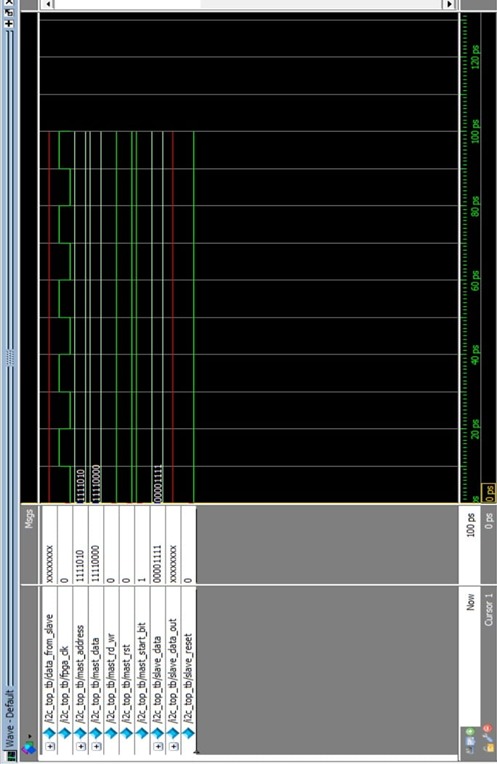 Wave - Default
Msgs
/i2c_top_tb/data_from_slave xxxxxxxx
/i2c_top_tb/fpga_clk 0
/i2c_top_tb/mast_address 1111010 1111010
/i2c_top_tb/mast_data 11110000 11110000
/i2c_top_tb/mast_rd_wr 0
/i2c_top_tb/mast_rst 0
/i2c_top_tb/mast_start_bit 1
/i2c_top_tb/slave_data 00001111 00001111
/i2c_top_tb/slave_data_out xxxxxxxx
/i2c_top_tb/slave_reset 0
Now 100 ps ps 20 ps 40 ps 60 ps 80 ps 100 ps 120 ps
Cursor 1 0 ps 0 ps